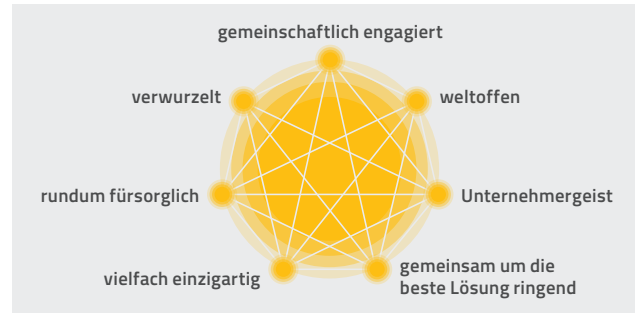 gemeinschaftlich engagiert
verwurzelt
weltoffen
rundum fürsorglich
Unternehmergeist
vielfach einzigartig
gemeinsam um die
beste Lösung ringend